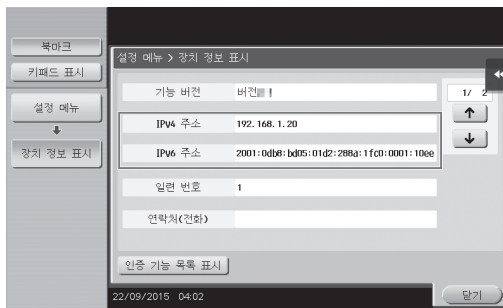 북마크
키패드 표시
설정 메뉴
장치 정보 표시
설정 메뉴 > 장치 정보 표시
기능 버전 버전
1/ 2
IPv4 주소 192.168.1.20
IPv6 주소 2001:0db8:bd05:01d2:288a:1fc0:0001:10ee
일련 번호 1
연락처(전화)
인증 기능 목록 표시
22/09/2015 04:02
닫기